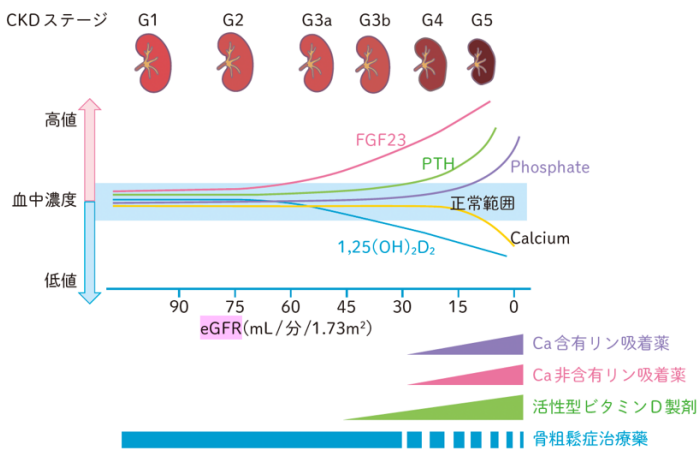 CKDステージ G1 G2 G3a G3b G4 G5
高値
FGF23
PTH
Phosphate
血中濃度
正常範囲
Calcium
1,25(OH)₂D₂
低値
90 75 60 45 30 15 0
eGFR(mL/分/1.73m²)
Ca含有リン吸着薬
Ca非含有リン吸着薬
活性型ビタミンD製剤
骨粗鬆症治療薬